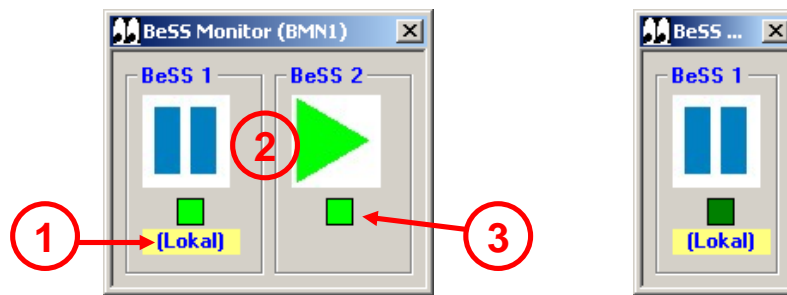 BeSS Monitor (BMN1)
BeSS 1
BeSS 2
2
1
(Lokal)
3
BeSS ...
BeSS 1
(Lokal)